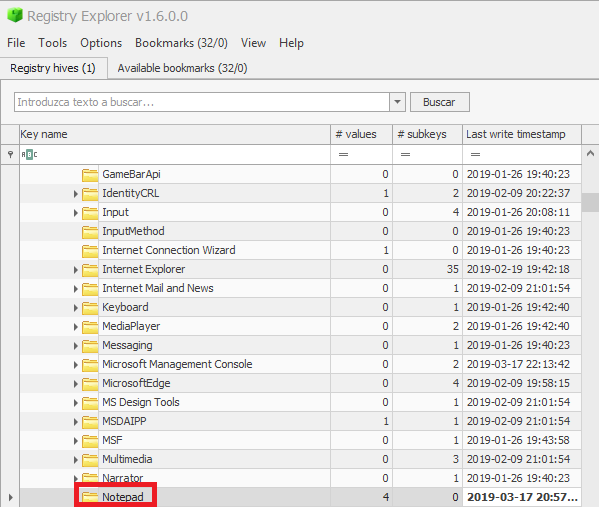 Registry Explorer v1.6.0.0
File Tools Options Bookmarks (32/0) View Help
Registry hives (1) Available bookmarks (32/0)
Introduzca texto a buscar... Buscar
Key name # values # subkeys Last write timestamp
ABC = = =
GameBarApi 0 0 2019-01-26 19:40:23
IdentityCRL 1 2 2019-02-09 20:22:37
Input 0 4 2019-01-26 20:08:11
InputMethod 0 0 2019-01-26 19:40:23
Internet Connection Wizard 1 0 2019-01-26 19:40:23
Internet Explorer 0 35 2019-02-19 19:42:18
Internet Mail and News 0 1 2019-02-09 21:01:54
Keyboard 0 1 2019-01-26 19:42:40
MediaPlayer 0 2 2019-01-26 19:42:40
Messaging 0 1 2019-01-26 19:40:23
Microsoft Management Console 0 2 2019-03-17 22:13:42
MicrosoftEdge 0 4 2019-02-09 19:58:15
MS Design Tools 0 1 2019-02-09 21:01:54
MSDAIPP 1 1 2019-02-09 21:01:54
MSF 0 1 2019-01-26 19:43:58
Multimedia 0 3 2019-02-09 21:01:54
Narrator 0 1 2019-01-26 19:40:23
Notepad 4 0 2019-03-17 20:57...